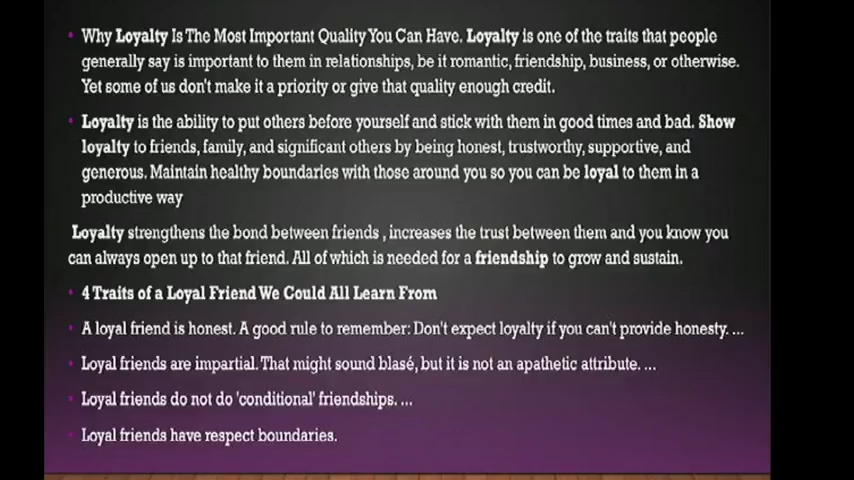 Why Loyalty Is The Most Important Quality You Can Have. Loyalty is one of the traits that people
generally say is important to them in relationships, be it romantic, friendship, business, or otherwise.
Yet some of us don't make it a priority or give that quality enough credit.
Loyalty is the ability to put others before yourself and stick with them in good times and bad. Show
loyalty to friends, family, and significant others by being honest, trustworthy, supportive, and
generous. Maintain healthy boundaries with those around you so you can be loyal to them in a
productive way
Loyalty strengthens the bond between friends , increases the trust between them and you know you
can always open up to that friend. All of which is needed for a friendship to grow and sustain.
4 Traits of a Loyal Friend We Could All Learn From
A loyal friend is honest. A good rule to remember: Don't expect loyalty if you can't provide honesty. ...
Loyal friends are impartial. That might sound blasé, but it is not an apathetic attribute. ...
Loyal friends do not do 'conditional' friendships. ...
Loyal friends have respect boundaries.